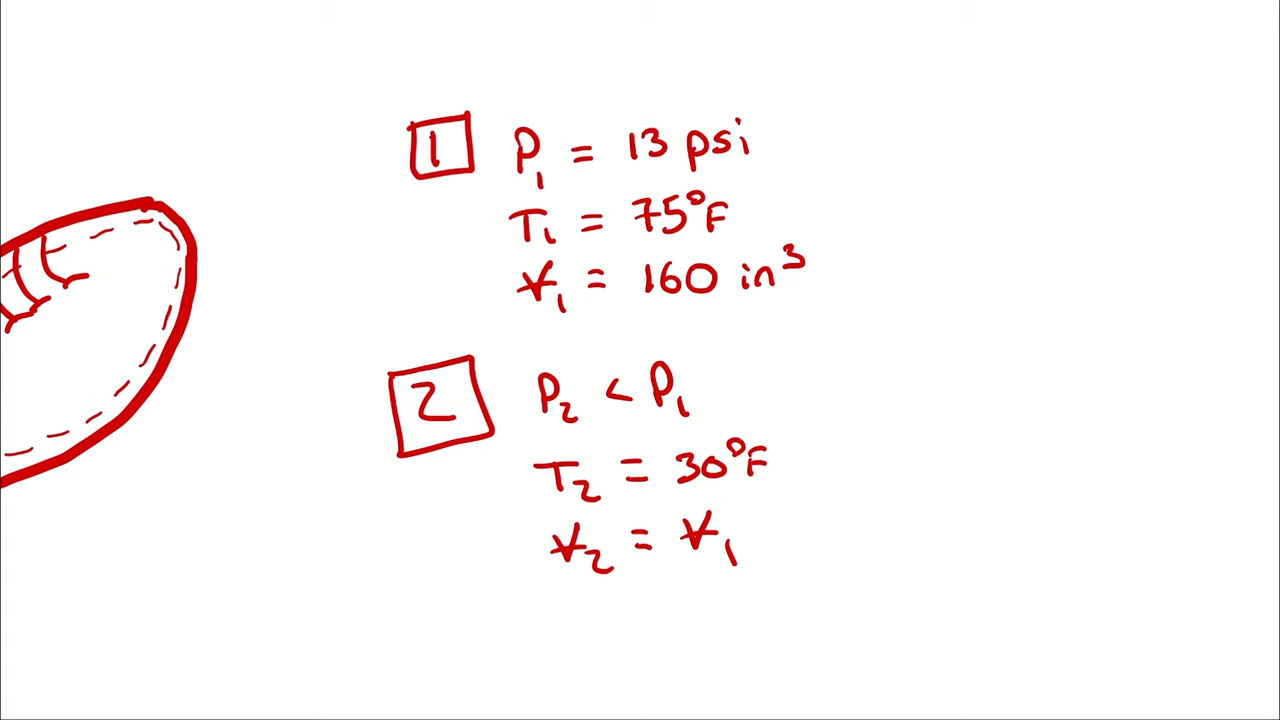 1 P₁ = 13 psi
T₁ = 75°F
V₁ = 160 in³
2 P₂ < P₁
T₂ = 30°F
V₂ = V₁